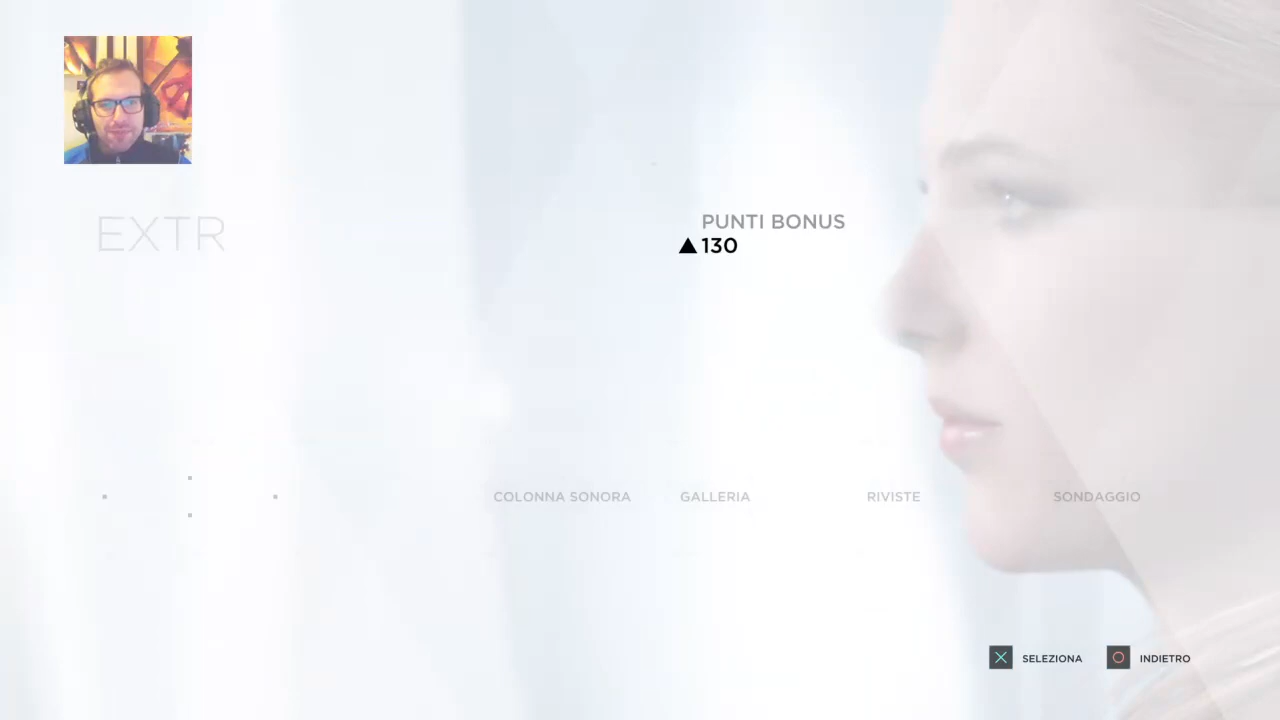 EXTR
PUNTI BONUS
▲130
COLONNA SONORA
GALLERIA
RIVISTE
SONDAGGIO
SELEZIONA
INDIETRO